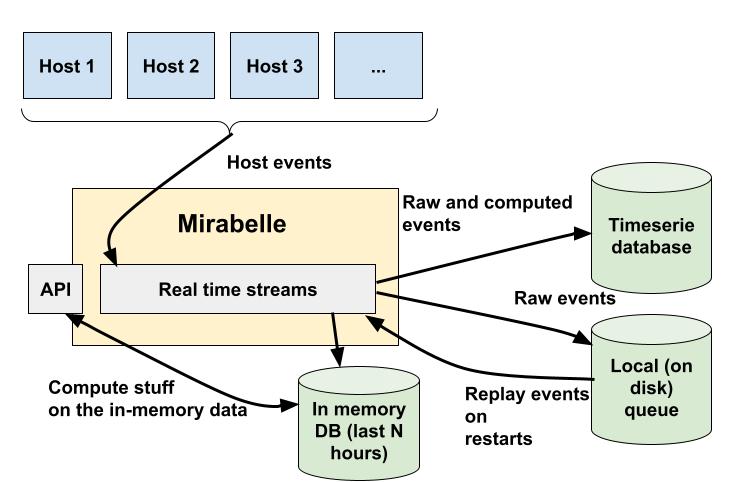 Host 1
Host 2
Host 3
...
Host events
Mirabelle
Raw and computed
events
Timeserie
database
API
Real time streams
Raw events
Local (on
disk)
queue
Compute stuff
on the in-memory data
Replay events
on
restarts
In memory
DB (last N
hours)